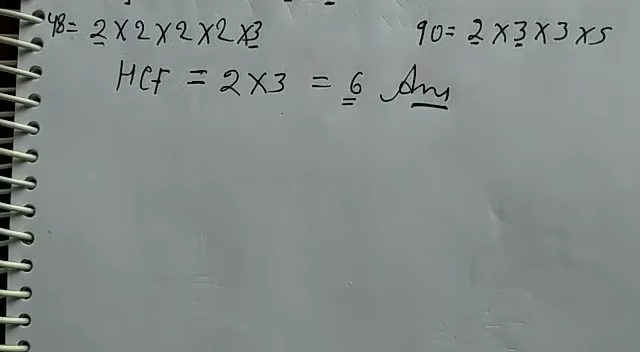 48= 2×2×2×2×3 90= 2×3×3×5
HCF = 2×3 = 6 Ans